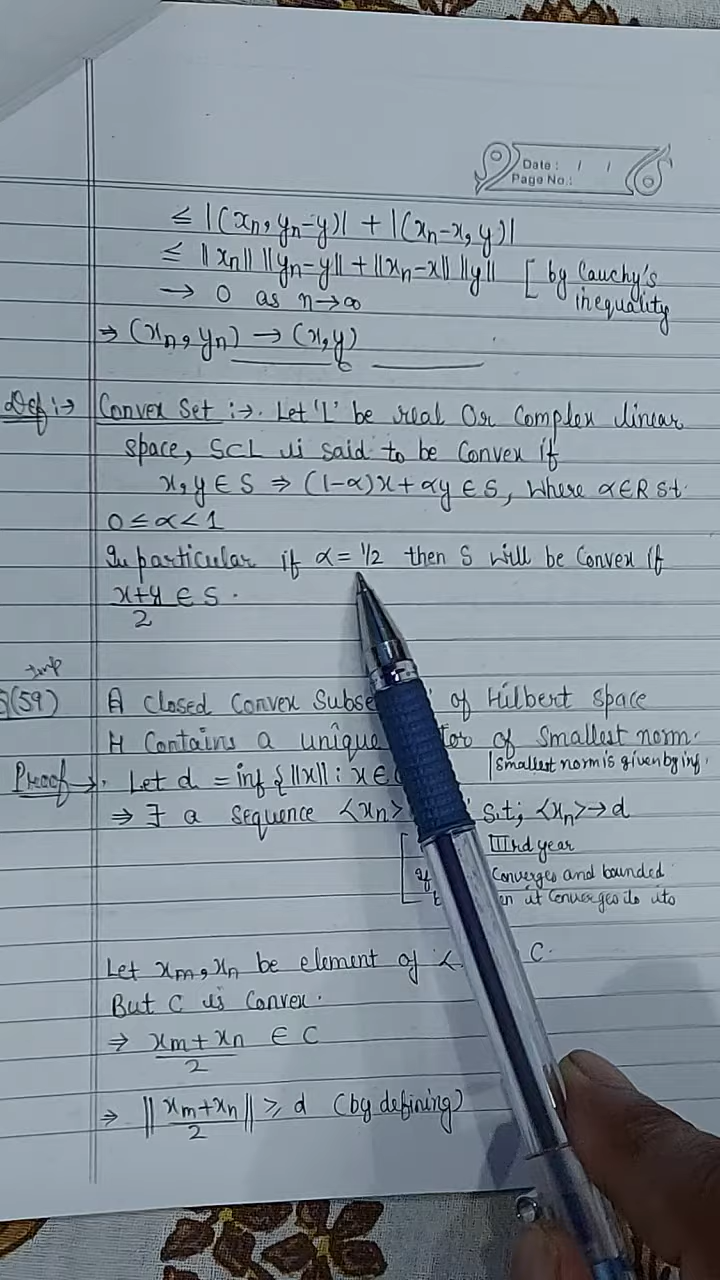 Date : / /
Page No.:
≤ |(xn, yn-y)| + |(xn-x, y)|
≤ ||xn|| ||yn-y|| + ||xn-x|| ||y|| [ by Cauchy's inequality
→ 0 as n→∞
⇒ (xn, yn) → (x,y)
Def :→ Convex Set :→. Let 'L' be real Or Complex linear
space, S⊂L is said to be Convex if
x,y ∈ S ⇒ (1-α)x + αy ∈ S, Where α∈R S.t.
0 ≤ α < 1
In particular if α = 1/2 then S will be Convex if
x+y/2 ∈ S.
Imp
(59) A closed Convex of Hilbert space
H Contains a unique of Smallest norm.
Proof →. Let d = inf {||x|| : x ∈ | Smallest norm is given by inf.
⇒ ∃ a sequence <xn> s.t; <xn> → d
[ IIIrd year
Converges and bounded
it Converges to its
Let xm, xn be element of C.
But C is Convex.
⇒ xm + xn/2 ∈ C
⇒ ||xm+xn/2|| ≥ d (by defining)